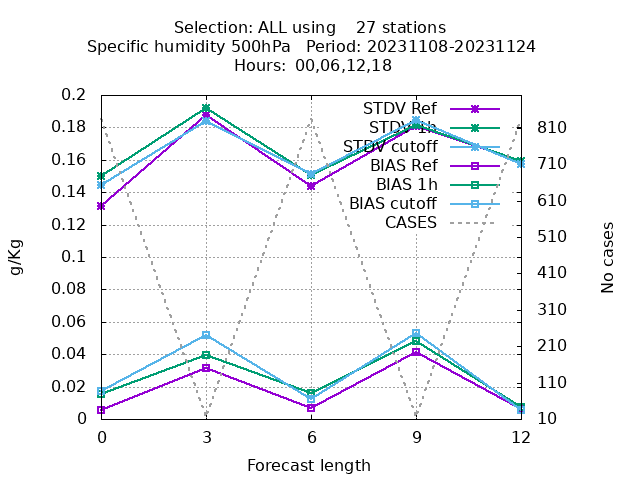 Selection: ALL using 27 stations
Specific humidity 500hPa Period: 20231108-20231124
Hours: 00,06,12,18
0.2
0.18
0.16
0.14
0.12
0.1
0.08
0.06
0.04
0.02
0
g/Kg
STDV Ref
STDV 1h
STDV cutoff
BIAS Ref
BIAS 1h
BIAS cutoff
CASES
810
710
610
510
410
310
210
110
10
No cases
0 3 6 9 12
Forecast length